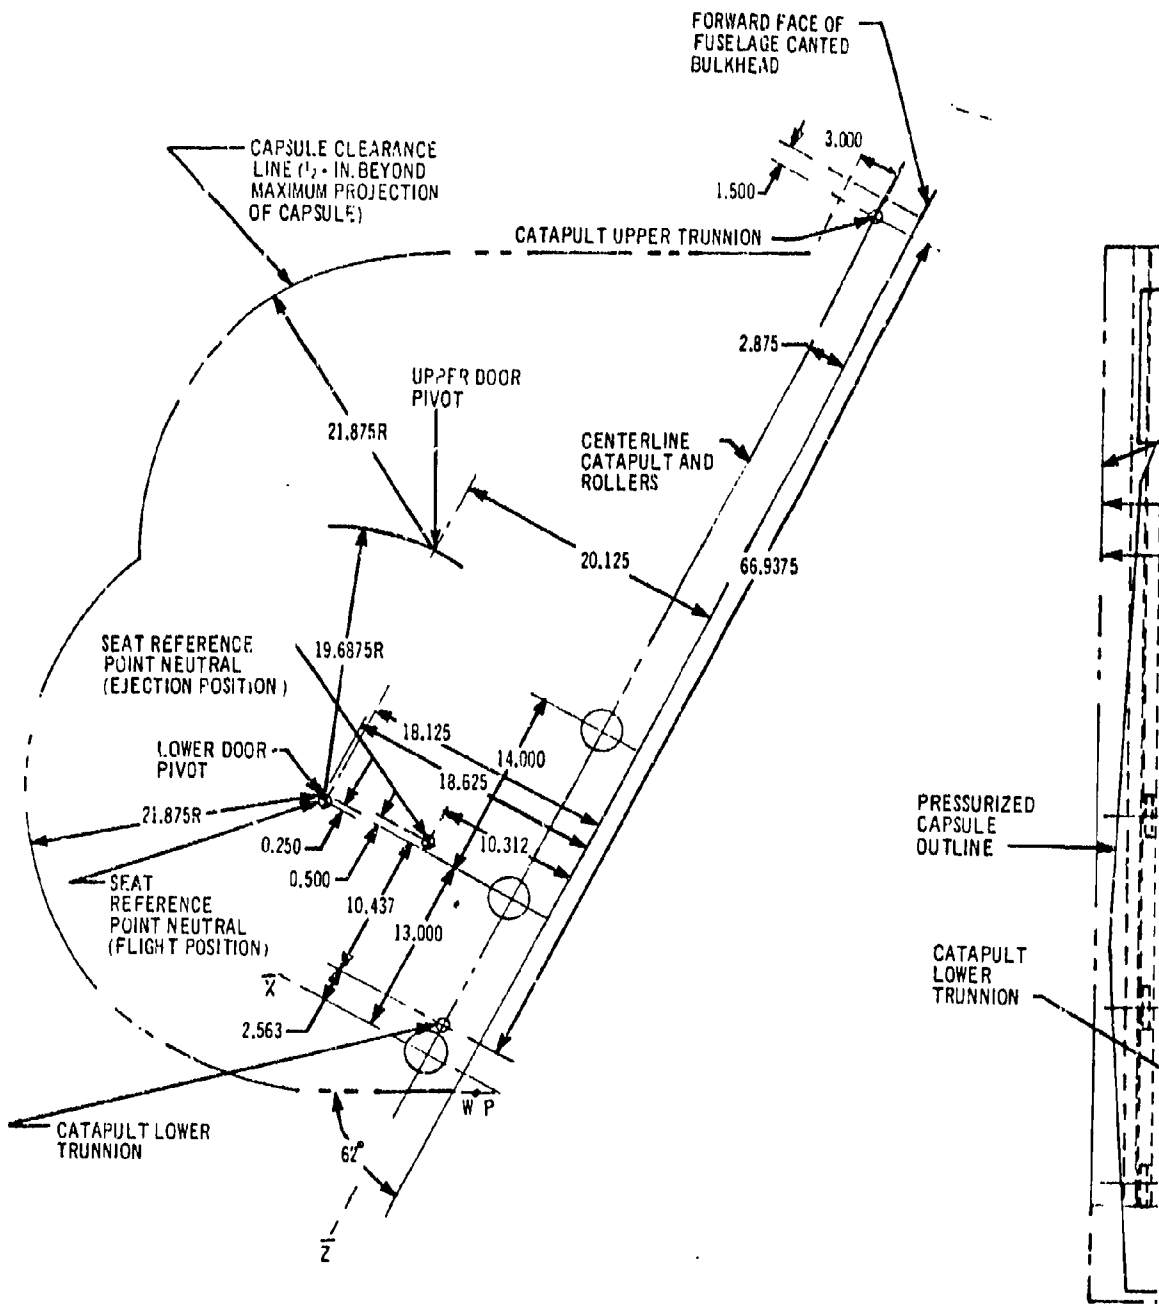 FORWARD FACE OF
FUSELAGE CANTED
BULKHEAD
3.000
1.500
CAPSULE CLEARANCE
LINE (½ - IN. BEYOND
MAXIMUM PROJECTION
OF CAPSULE)
CATAPULT UPPER TRUNNION
2.875
UPPER DOOR
PIVOT
21.875R
CENTERLINE
CATAPULT AND
ROLLERS
20.125
66.9375
SEAT REFERENCE
POINT NEUTRAL
(EJECTION POSITION)
19.6875R
18.125
14.000
18.625
LOWER DOOR
PIVOT
21.875R
0.250
10.312
0.500
PRESSURIZED
CAPSULE
OUTLINE
SEAT
REFERENCE
POINT NEUTRAL
(FLIGHT POSITION)
10.437
13.000
X̅
2.563
CATAPULT
LOWER
TRUNNION
W P
CATAPULT LOWER
TRUNNION
62°
Z̅